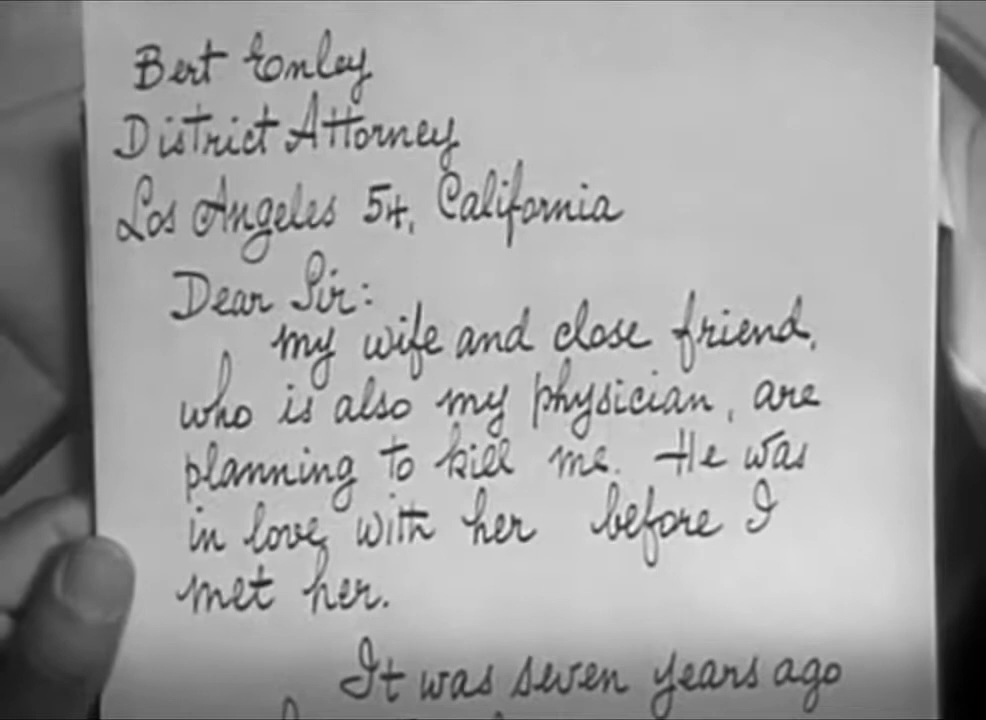 Bert Enley
District Attorney
Los Angeles 54, California
Dear Sir:
my wife and close friend,
who is also my physician, are
planning to kill me. He was
in love with her before I
met her.
It was seven years ago